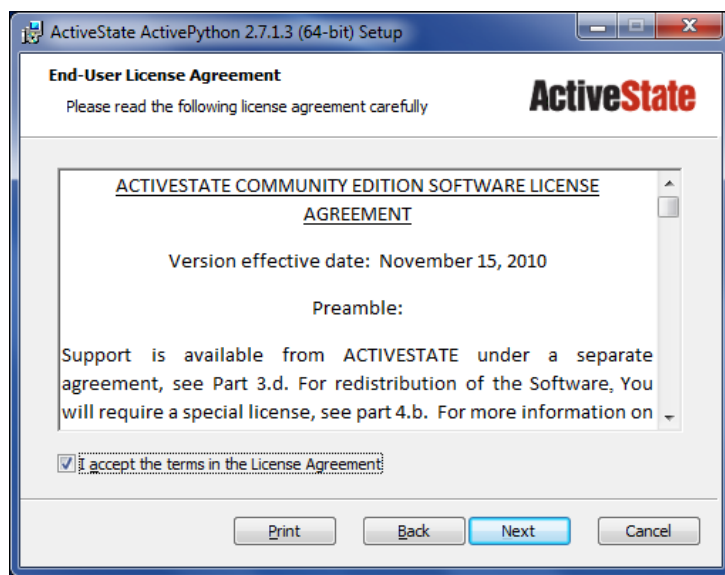 ActiveState ActivePython 2.7.1.3 (64-bit) Setup
End-User License Agreement
Please read the following license agreement carefully
ActiveState
ACTIVESTATE COMMUNITY EDITION SOFTWARE LICENSE
AGREEMENT
Version effective date: November 15, 2010
Preamble:
Support is available from ACTIVESTATE under a separate
agreement, see Part 3.d. For redistribution of the Software, You
will require a special license, see part 4.b. For more information on
I accept the terms in the License Agreement
Print Back Next Cancel